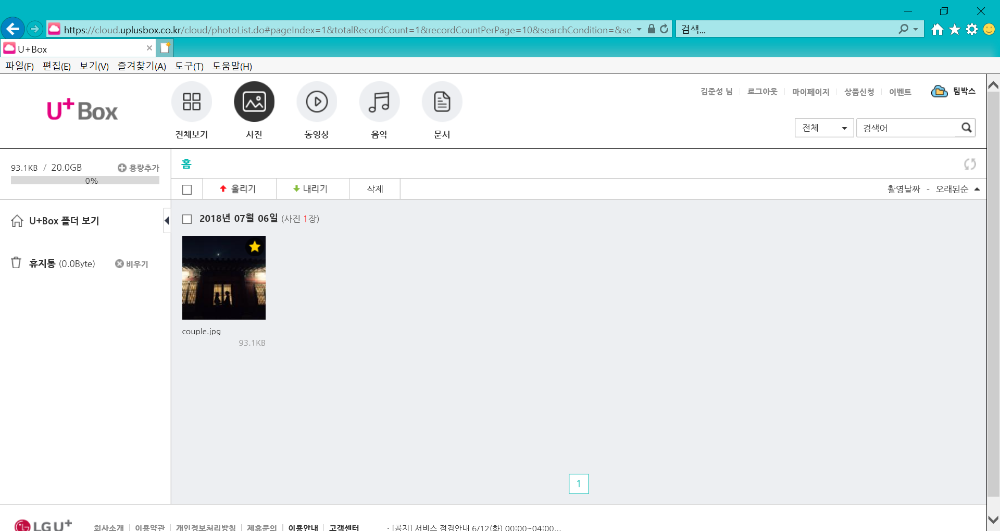 https://cloud.uplusbox.co.kr/cloud/photoList.do#pageIndex=1&totalRecordCount=1&recordCountPerPage=10&searchCondition=&se
검색...
U+Box
파일(F) 편집(E) 보기(V) 즐겨찾기(A) 도구(T) 도움말(H)
U+ Box
전체보기 사진 동영상 음악 문서
김준성 님 로그아웃 마이페이지 상품신청 이벤트 팀박스
전체 검색어
93.1KB / 20.0GB 용량추가
0%
홈
올리기 내리기 삭제
촬영날짜 - 오래된순
U+Box 폴더 보기
2018년 07월 06일 (사진 1장)
휴지통 (0.0Byte) 비우기
couple.jpg
93.1KB
1
LG U+
회사소개 이용약관 개인정보처리방침 제휴문의 이용안내 고객센터 - [공지] 서비스 점검안내 6/12(화) 00:00~04:00...